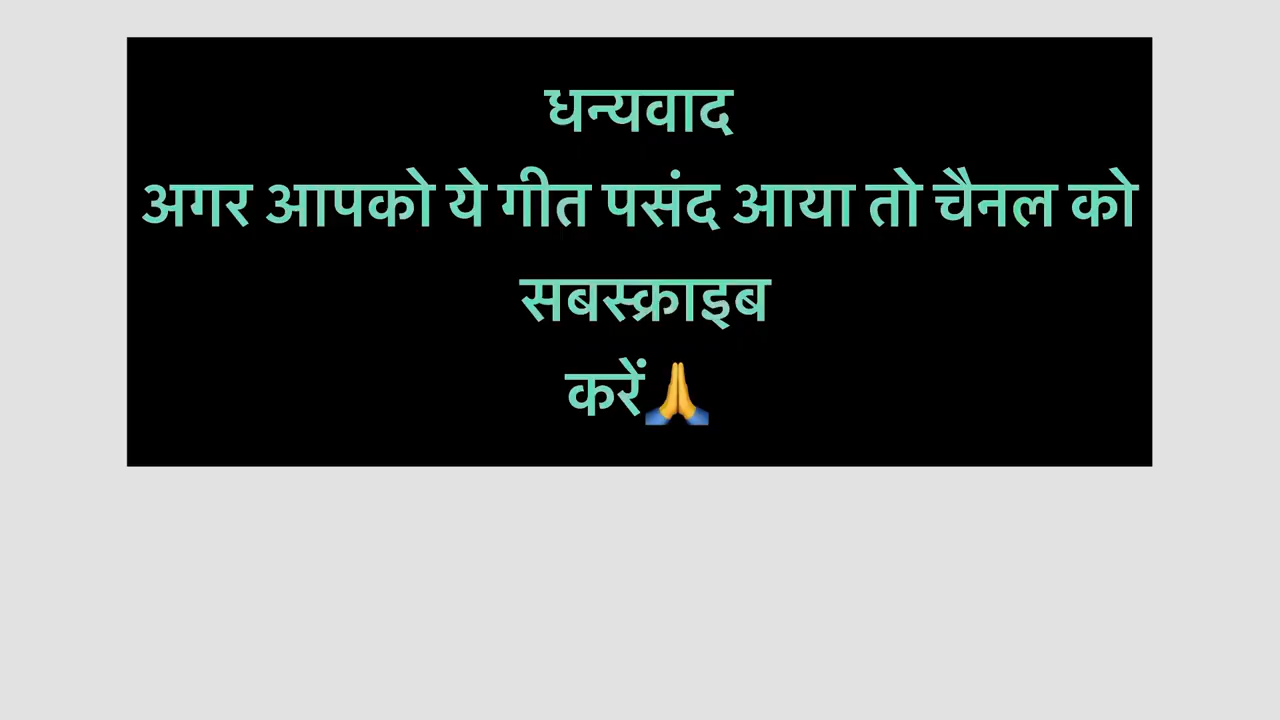 धन्यवाद
अगर आपको ये गीत पसंद आया तो चैनल को
सबस्क्राइब
करें🙏